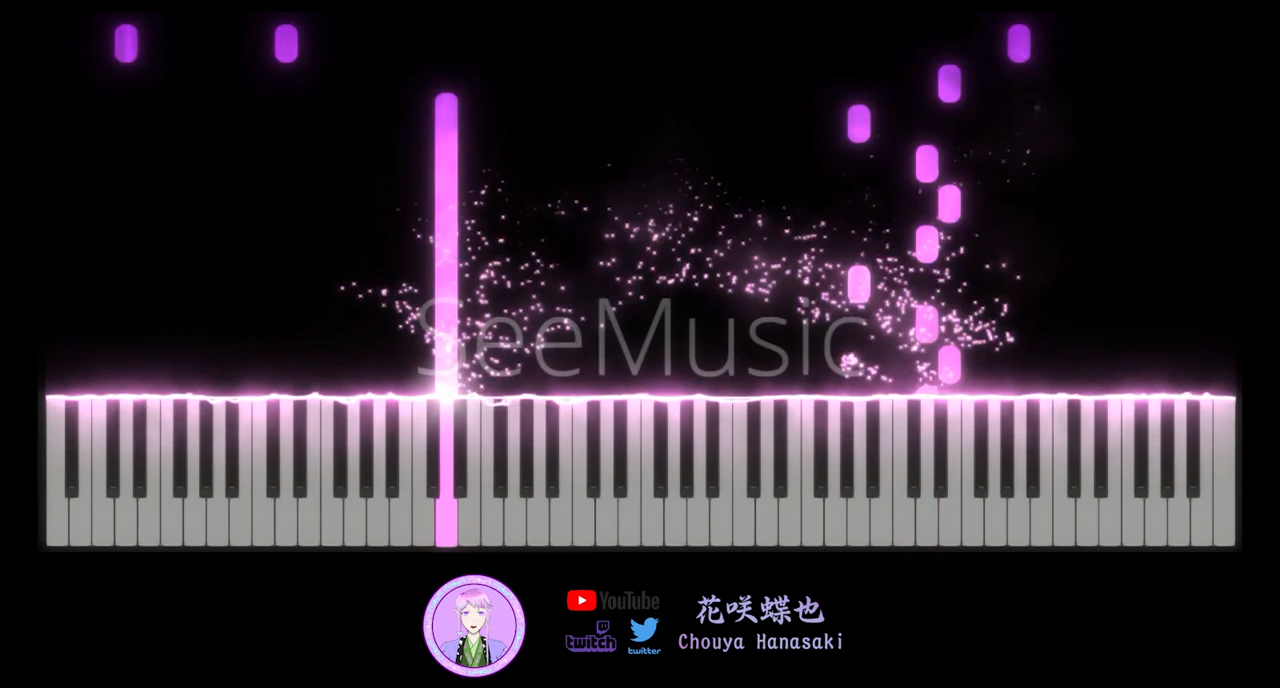 SeeMusic
YouTube
twitch
twitter
花咲蝶也
Chouya Hanasaki